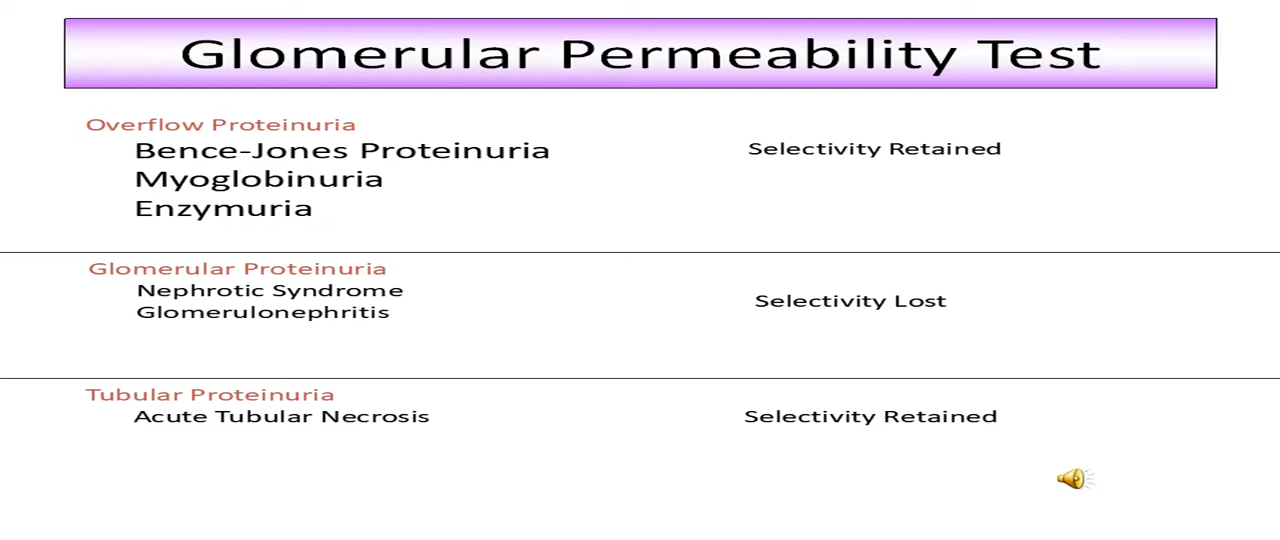 Glomerular Permeability Test
Overflow Proteinuria
Bence-Jones Proteinuria
Selectivity Retained
Myoglobinuria
Enzymuria
Glomerular Proteinuria
Nephrotic Syndrome
Selectivity Lost
Glomerulonephritis
Tubular Proteinuria
Acute Tubular Necrosis
Selectivity Retained